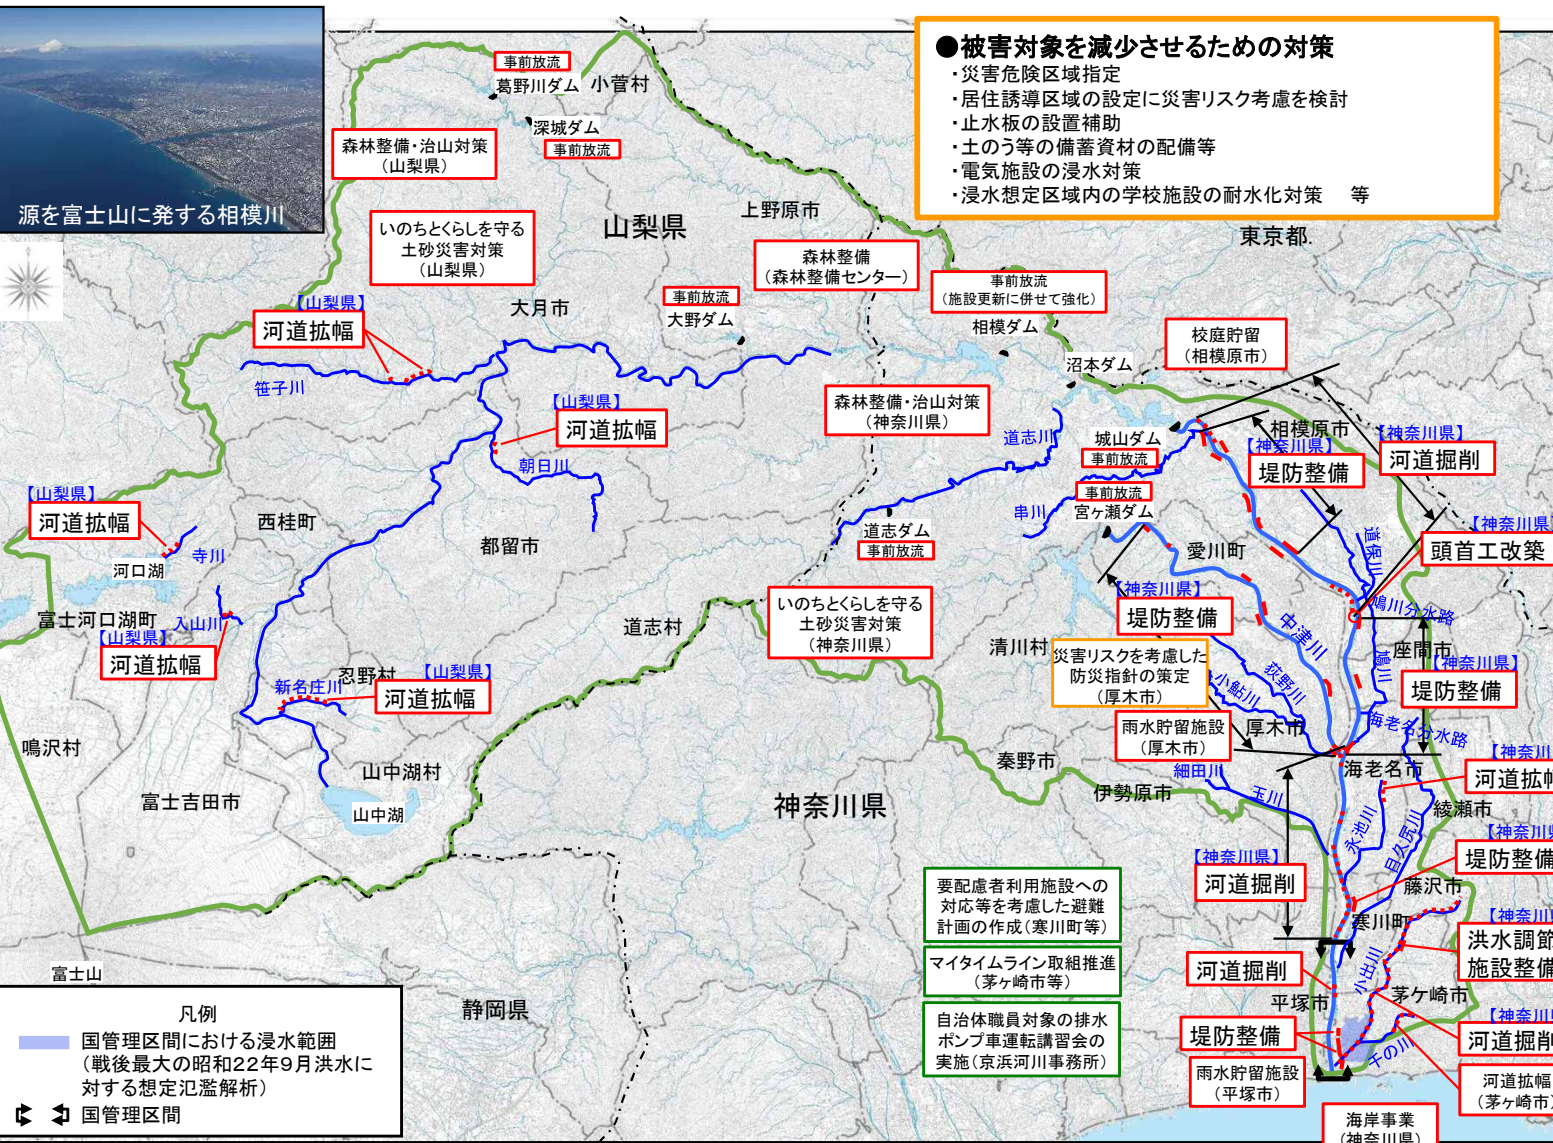 源を富士山に発する相模川
●被害対象を減少させるための対策
・災害危険区域指定
・居住誘導区域の設定に災害リスク考慮を検討
・止水板の設置補助
・土のう等の備蓄資材の配備等
・電気施設の浸水対策
・浸水想定区域内の学校施設の耐水化対策　等
事前放流
葛野川ダム
小菅村
深城ダム
事前放流
森林整備・治山対策
(山梨県)
いのちとくらしを守る
土砂災害対策
(山梨県)
山梨県
上野原市
東京都.
森林整備
(森林整備センター)
事前放流
(施設更新に併せて強化)
相模ダム
【山梨県】
河道拡幅
大月市
事前放流
大野ダム
校庭貯留
(相模原市)
沼本ダム
笹子川
【山梨県】
河道拡幅
森林整備・治山対策
(神奈川県)
道志川
城山ダム
事前放流
相模原市
【神奈川県】
堤防整備
【神奈川県】
河道掘削
朝日川
事前放流
宮ヶ瀬ダム
串川
【山梨県】
河道拡幅
西桂町
寺川
河口湖
都留市
道志ダム
事前放流
愛川町
道保川
【神奈川県
頭首工改築
富士河口湖町
入山川
【山梨県】
河道拡幅
道志村
いのちとくらしを守る
土砂災害対策
(神奈川県)
【神奈川県】
堤防整備
中津川
鳩川分水路
座間市
鳩川
【神奈川県】
堤防整備
清川村
災害リスクを考慮した
防災指針の策定
(厚木市)
荻野川
小鮎川
忍野村
新名庄川
【山梨県】
河道拡幅
雨水貯留施設
(厚木市)
厚木市
海老名分水路
鳴沢村
山中湖村
富士吉田市
山中湖
秦野市
細田川
玉川
伊勢原市
海老名市
【神奈川
河道拡幅
綾瀬市
神奈川県
永池川
目久尻川
【神奈川県
堤防整備
【神奈川県】
河道掘削
藤沢市
要配慮者利用施設への
対応等を考慮した避難
計画の作成(寒川町等)
寒川町
【神奈川県
洪水調節
施設整備
マイタイムライン取組推進
(茅ヶ崎市等)
河道掘削
小出川
平塚市
茅ケ崎市
富士山
静岡県
自治体職員対象の排水
ポンプ車運転講習会の
実施(京浜河川事務所)
堤防整備
【神奈川県
河道掘削
千の川
雨水貯留施設
(平塚市)
河道拡幅
(茅ヶ崎市)
海岸事業
(神奈川県)
凡例
国管理区間における浸水範囲
(戦後最大の昭和22年9月洪水に
対する想定氾濫解析)
国管理区間